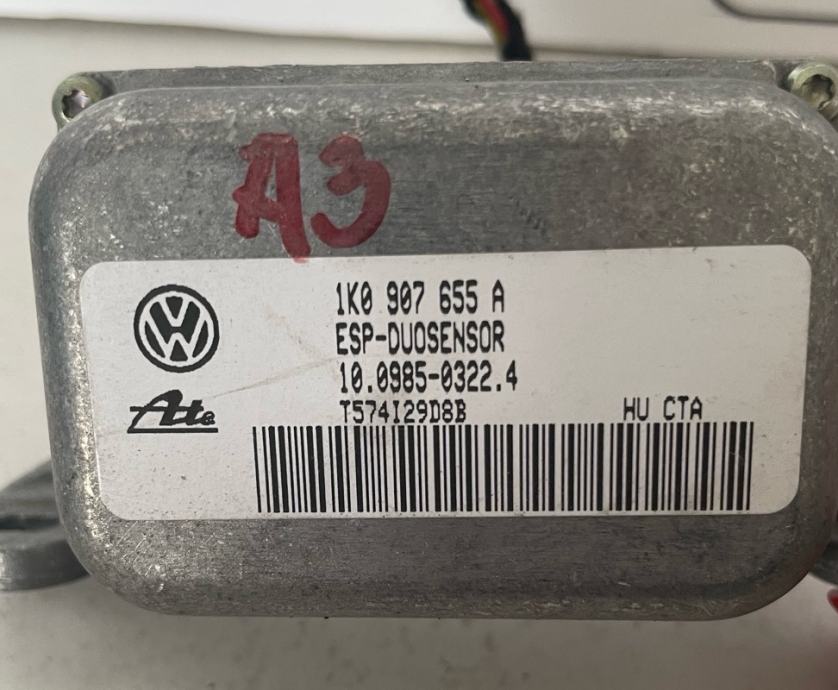 A3
1K0 907 655 A
ESP-DUOSENSOR
10.0985-0322.4
Ate T574I29D8B HU CTA